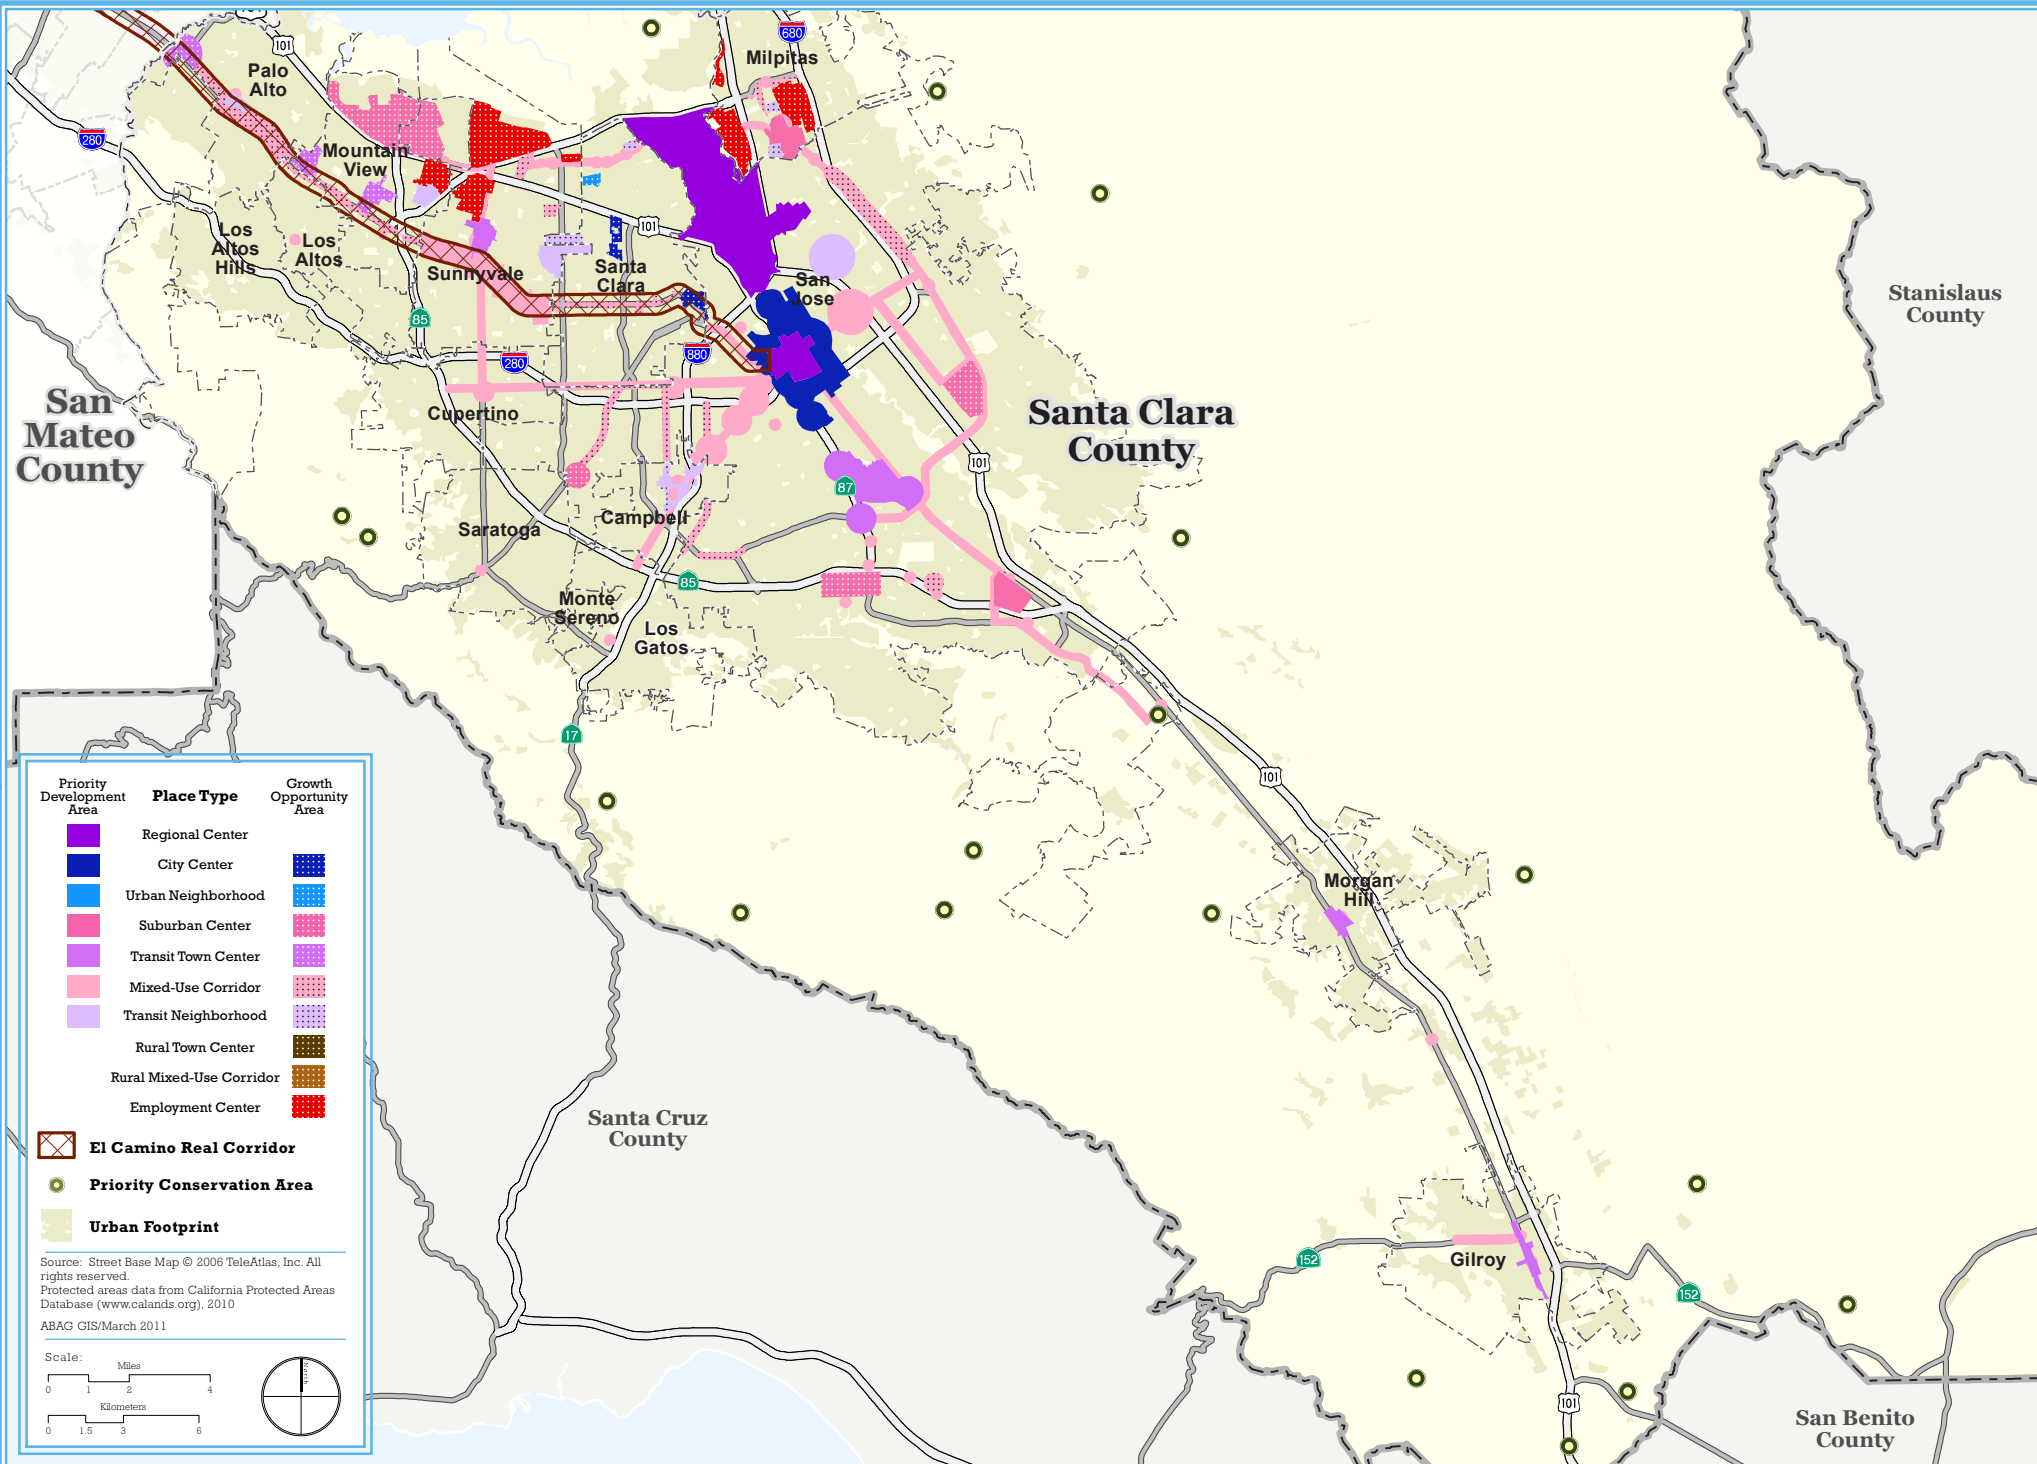 101
101
680
Milpitas
Palo
Alto
280
Mountain
View
Los
Altos
Hills
Los
Altos
101
Sunnyvale
Santa
Clara
San
Jose
Stanislaus
County
85
880
280
San
Mateo
County
Cupertino
Santa Clara
County
101
87
Saratoga
Campbell
85
Monte
Sereno
Los
Gatos
17
101
Morgan
Hill
Santa Cruz
County
152
Gilroy
152
101
San Benito
County
Priority
Development
Area
Place Type
Growth
Opportunity
Area
Regional Center
City Center
Urban Neighborhood
Suburban Center
Transit Town Center
Mixed-Use Corridor
Transit Neighborhood
Rural Town Center
Rural Mixed-Use Corridor
Employment Center
El Camino Real Corridor
Priority Conservation Area
Urban Footprint
Source: Street Base Map © 2006 TeleAtlas, Inc. All
rights reserved.
Protected areas data from California Protected Areas
Database (www.calands.org), 2010
ABAG GIS/March 2011
Scale:
Miles
0 1 2 4
Kilometers
0 1.5 3 6
North